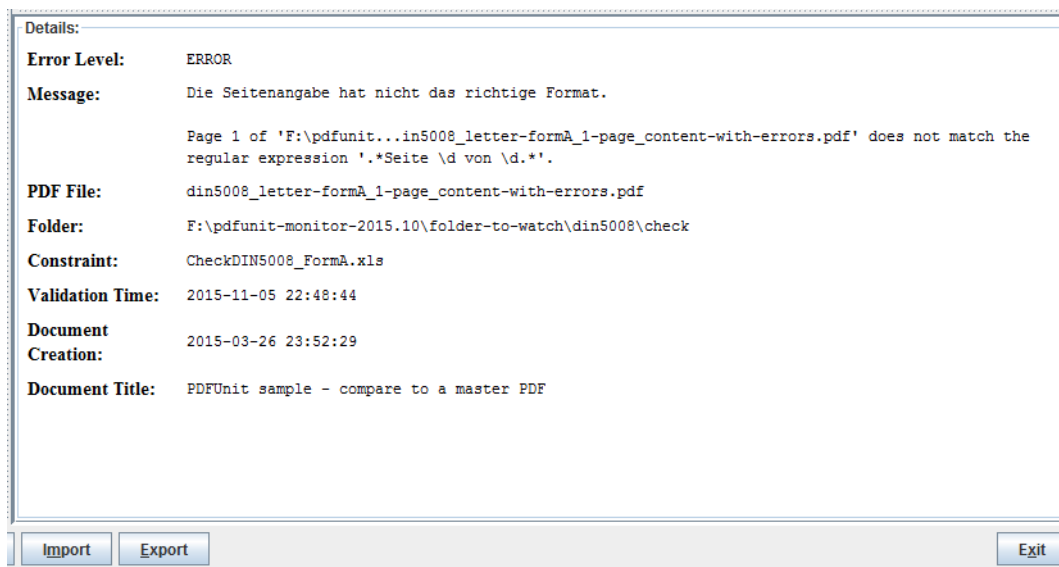 Details:
Error Level: ERROR
Message: Die Seitenangabe hat nicht das richtige Format.
Page 1 of 'F:\pdfunit...in5008_letter-formA_1-page_content-with-errors.pdf' does not match the
regular expression '.*Seite \d von \d.*'.
PDF File: din5008_letter-formA_1-page_content-with-errors.pdf
Folder: F:\pdfunit-monitor-2015.10\folder-to-watch\din5008\check
Constraint: CheckDIN5008_FormA.xls
Validation Time: 2015-11-05 22:48:44
Document
Creation: 2015-03-26 23:52:29
Document Title: PDFUnit sample - compare to a master PDF
Import Export Exit